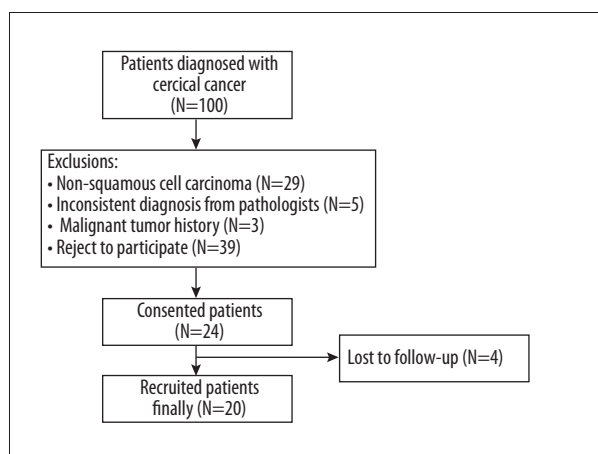 Patients diagnosed with
cercical cancer
(N=100)
Exclusions:
• Non-squamous cell carcinoma (N=29)
• Inconsistent diagnosis from pathologists (N=5)
• Malignant tumor history (N=3)
• Reject to participate (N=39)
Consented patients
(N=24)
Lost to follow-up (N=4)
Recruited patients
finally (N=20)